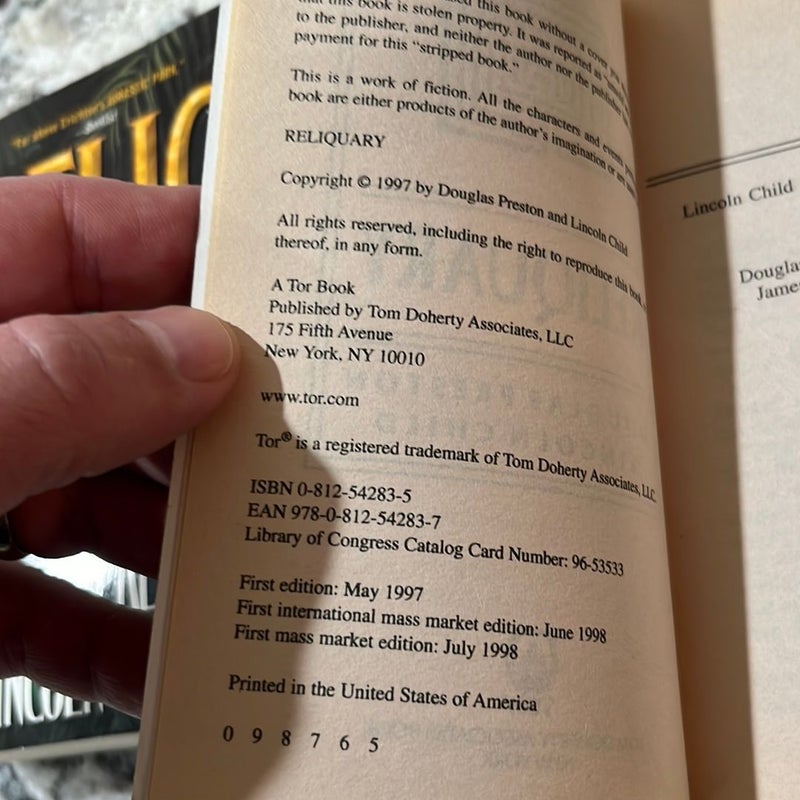 this book without a cover
that this book is stolen property. It was reported as
to the publisher, and neither the author nor the publisher
payment for this "stripped book."
This is a work of fiction. All the characters and events
book are either products of the author's imagination or are
RELIQUARY
Copyright © 1997 by Douglas Preston and Lincoln Child
All rights reserved, including the right to reproduce this book,
thereof, in any form.
A Tor Book
Published by Tom Doherty Associates, LLC
175 Fifth Avenue
New York, NY 10010
www.tor.com
Tor® is a registered trademark of Tom Doherty Associates, LLC.
ISBN 0-812-54283-5
EAN 978-0-812-54283-7
Library of Congress Catalog Card Number: 96-53533
First edition: May 1997
First international mass market edition: June 1998
First mass market edition: July 1998
Printed in the United States of America
0 9 8 7 6 5
Lincoln Child
Dougla
James